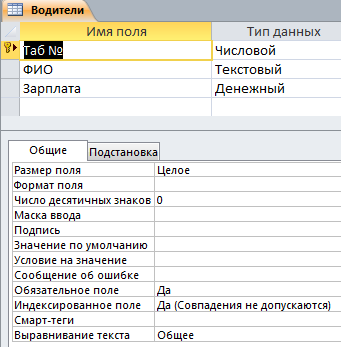 Водители
Имя поля Тип данных
Таб № Числовой
ФИО Текстовый
Зарплата Денежный
Общие Подстановка
Размер поля Целое
Формат поля
Число десятичных знаков 0
Маска ввода
Подпись
Значение по умолчанию
Условие на значение
Сообщение об ошибке
Обязательное поле Да
Индексированное поле Да (Совпадения не допускаются)
Смарт-теги
Выравнивание текста Общее